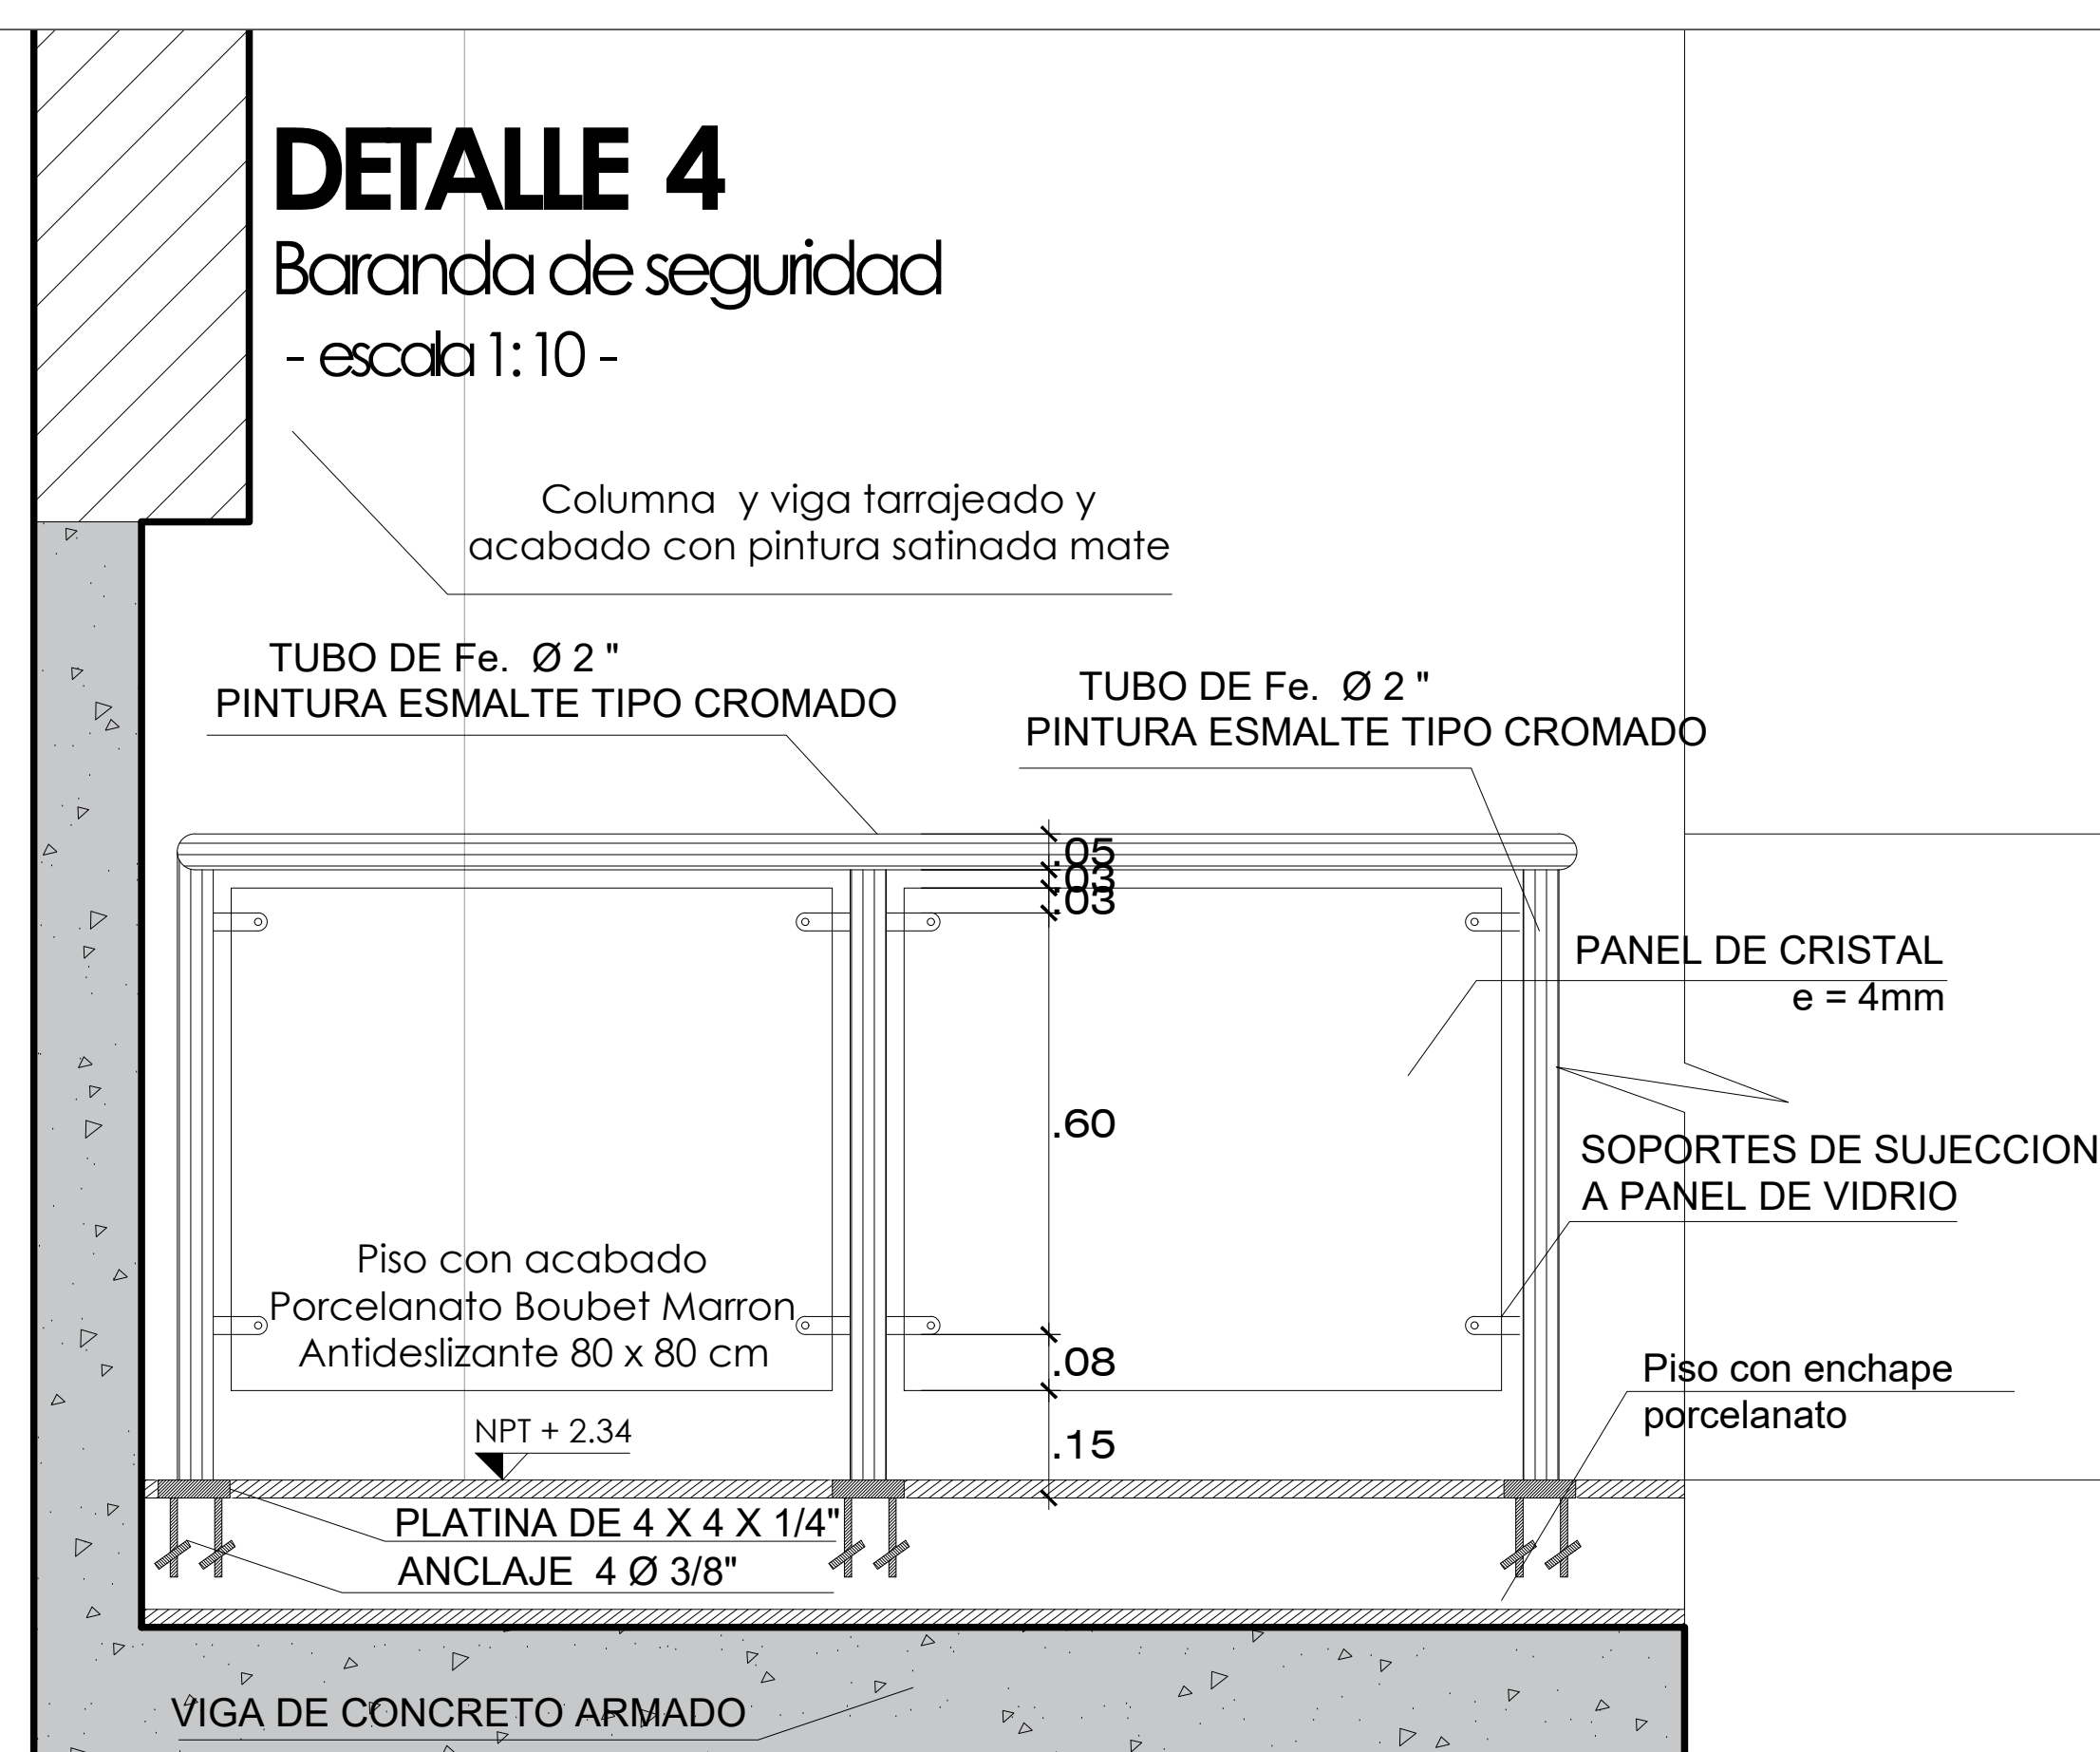 DETALLE 4
Baranda de seguridad
- escala 1:10 -
Columna y viga tarrajeado y
acabado con pintura satinada mate
TUBO DE Fe. Ø 2 "
PINTURA ESMALTE TIPO CROMADO
TUBO DE Fe. Ø 2 "
PINTURA ESMALTE TIPO CROMADO
.05
.03
.03
PANEL DE CRISTAL
e = 4mm
.60
SOPORTES DE SUJECCION
A PANEL DE VIDRIO
Piso con acabado
Porcelanato Boubet Marron
Antideslizante 80 x 80 cm
.08
Piso con enchape
porcelanato
NPT + 2.34
.15
PLATINA DE 4 X 4 X 1/4"
ANCLAJE 4 Ø 3/8"
VIGA DE CONCRETO ARMADO